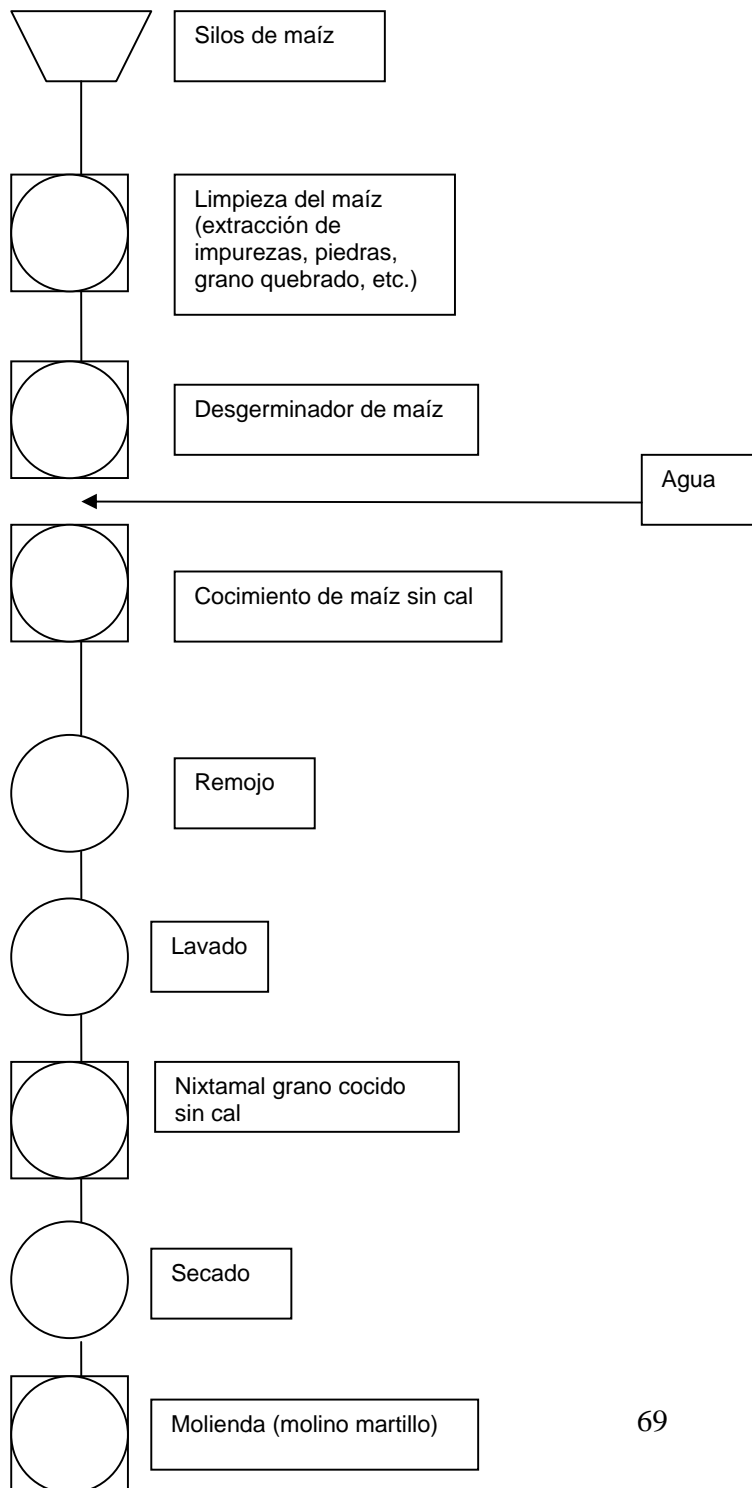 Silos de maíz
Limpieza del maíz
(extracción de
impurezas, piedras,
grano quebrado, etc.)
Desgerminador de maíz
Agua
Cocimiento de maíz sin cal
Remojo
Lavado
Nixtamal grano cocido
sin cal
Secado
Molienda (molino martillo)
69